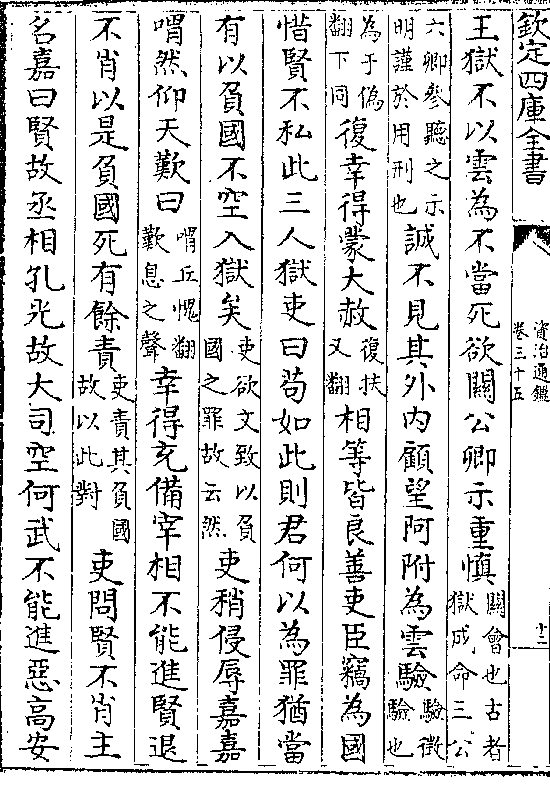 欽定四庫全書
資治通鑑
卷三十五
十二
王獄不以雲為不當死欲關公卿示重慎關會也古者獄成命三公
六卿參聽之示明謹於用刑也誠不見其外内顧望阿附為雲驗驗徴驗也
為于偽翻下同復幸得蒙大赦復扶又翻相等皆良善吏臣竊為國
惜賢不私此三人獄吏曰苟如此則君何以為罪猶當
有以負國不空入獄矣吏欲文致以負國之罪故云然吏稍侵辱嘉嘉
喟然仰天歎曰喟丘愧翻歎息之聲幸得充備宰相不能進賢退
不肖以是負國死有餘責吏責其負國故以此對吏問賢不肖主
名嘉曰賢故丞相孔光故大司空何武不能進惡高安